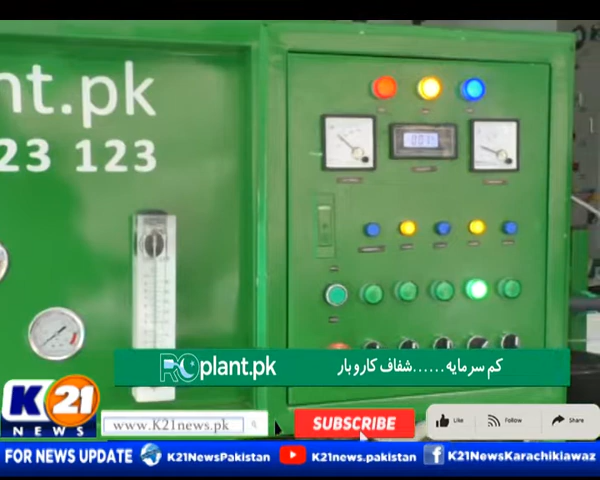 nt.pk
23 123
001
ROplant.pk
کم سرمایہ......شفاف کاروبار
K21
NEWS
www.K21news.pk
SUBSCRIBE
Like
Follow
Share
FOR NEWS UPDATE
K21NewsPakistan
K21news.pakistan
K21NewsKarachikiawaz